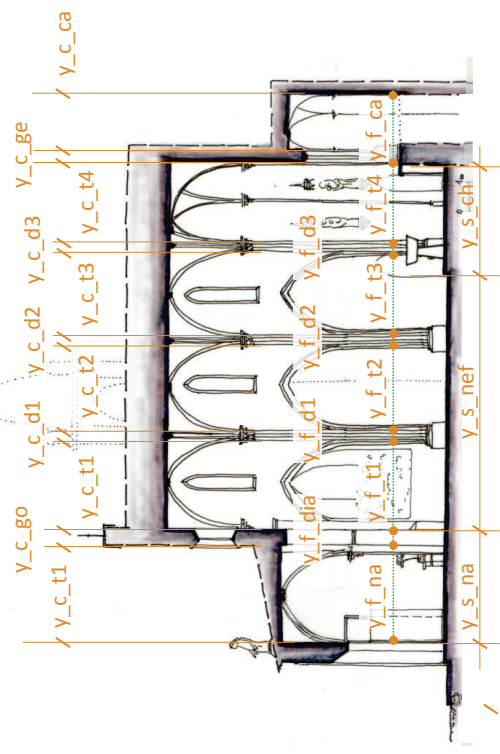 y_c_t1
y_c_go
y_c_t1
y_c_d1
y_c_t2
y_c_d2
y_c_t3
y_c_d3
y_c_t4
y_c_ge
y_c_ca
y_f_na
y_f_dia
y_f_t1
y_f_d1
y_f_t2
y_f_d2
y_f_t3
y_f_d3
y_f_t4
y_f_ca
y_s_na
y_s_nef
y_s_ch